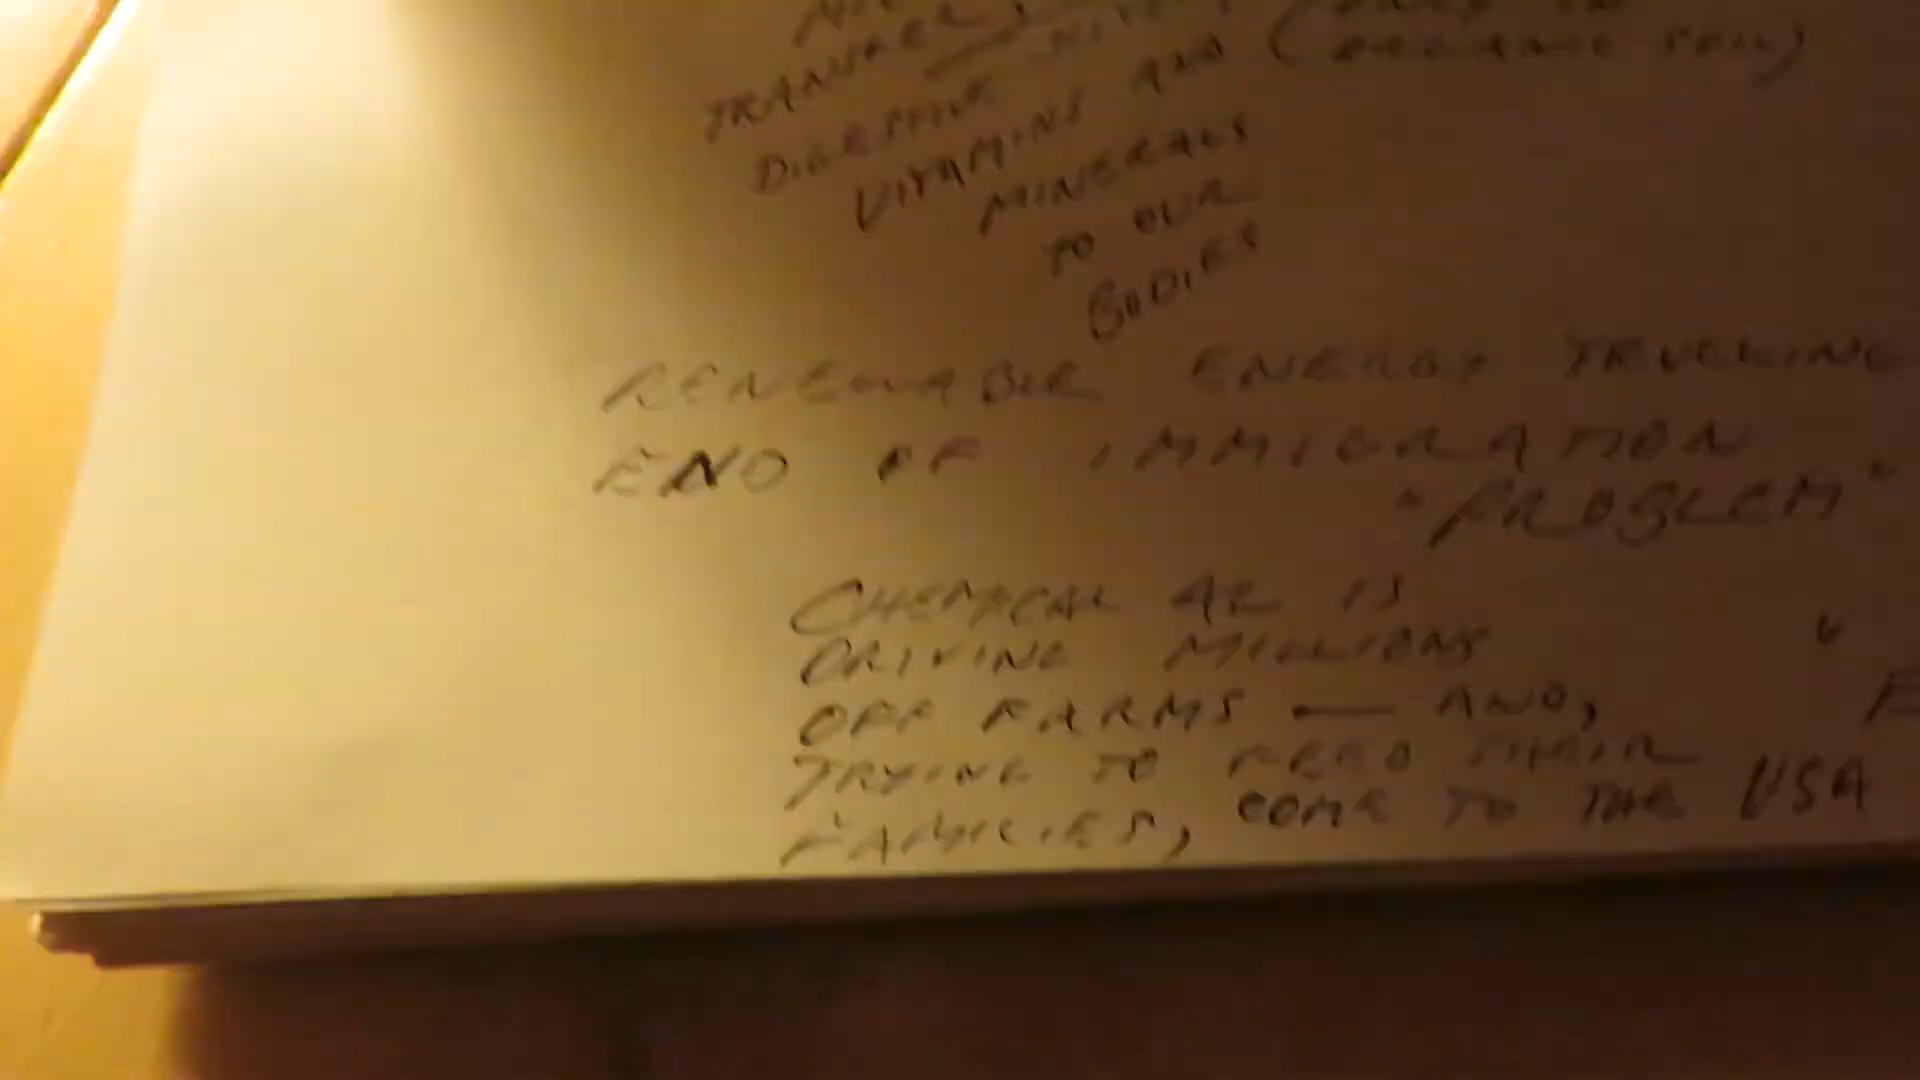 TRANSFER,
DIGESTIVE
VITAMINS AND (ORGANIC SOIL)
MINERALS
TO OUR
BODIES
RENEWABLE ENERGY TRUCKING
END OF IMMIGRATION
"PROBLEM"
CHEMICAL AG IS
DRIVING MILLIONS
OFF FARMS — AND,
TRYING TO FEED THEIR
FAMILIES, COME TO THE USA